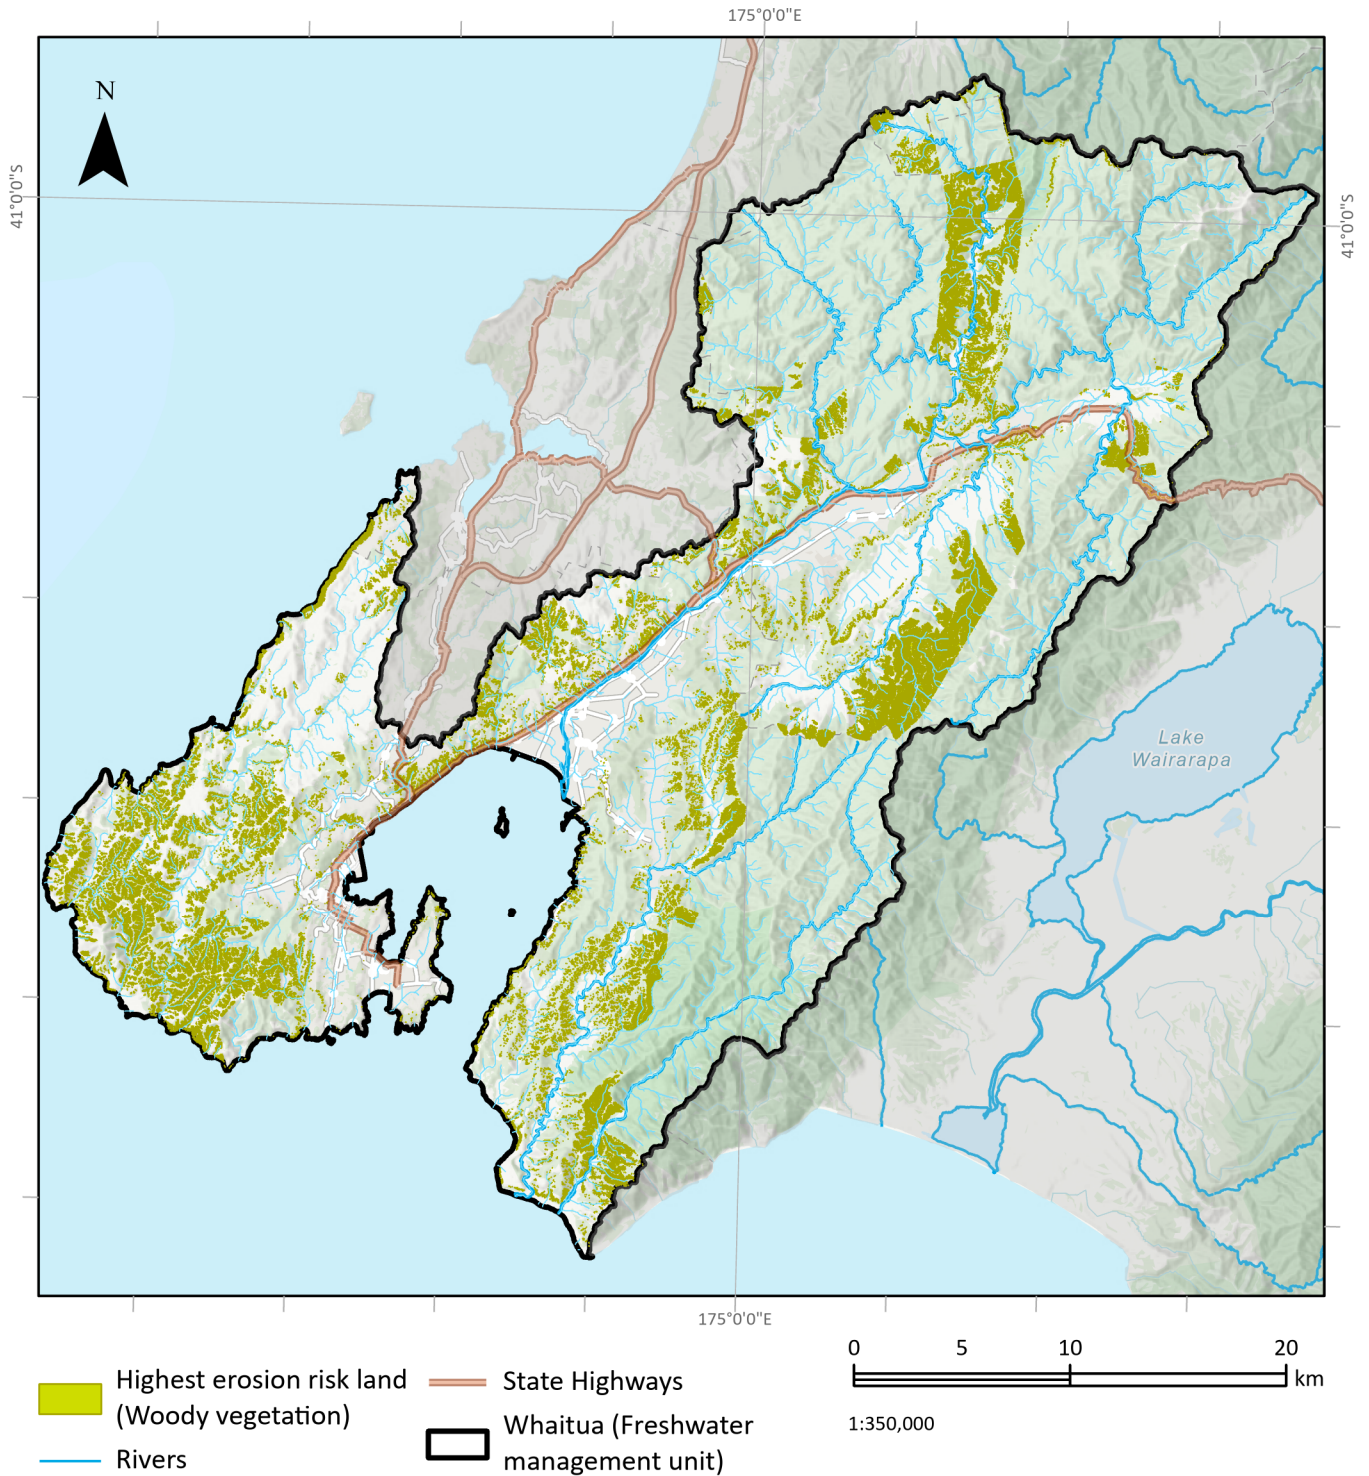 175°0'0"E
N
41°0'0"S
41°0'0"S
Lake
Wairarapa
175°0'0"E
Highest erosion risk land
(Woody vegetation)
Rivers
State Highways
Whaitua (Freshwater
management unit)
0 5 10 20
km
1:350,000